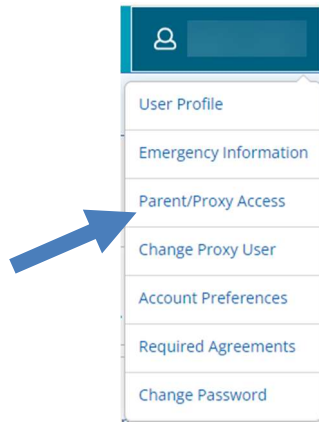 User Profile
Emergency Information
Parent/Proxy Access
Change Proxy User
Account Preferences
Required Agreements
Change Password